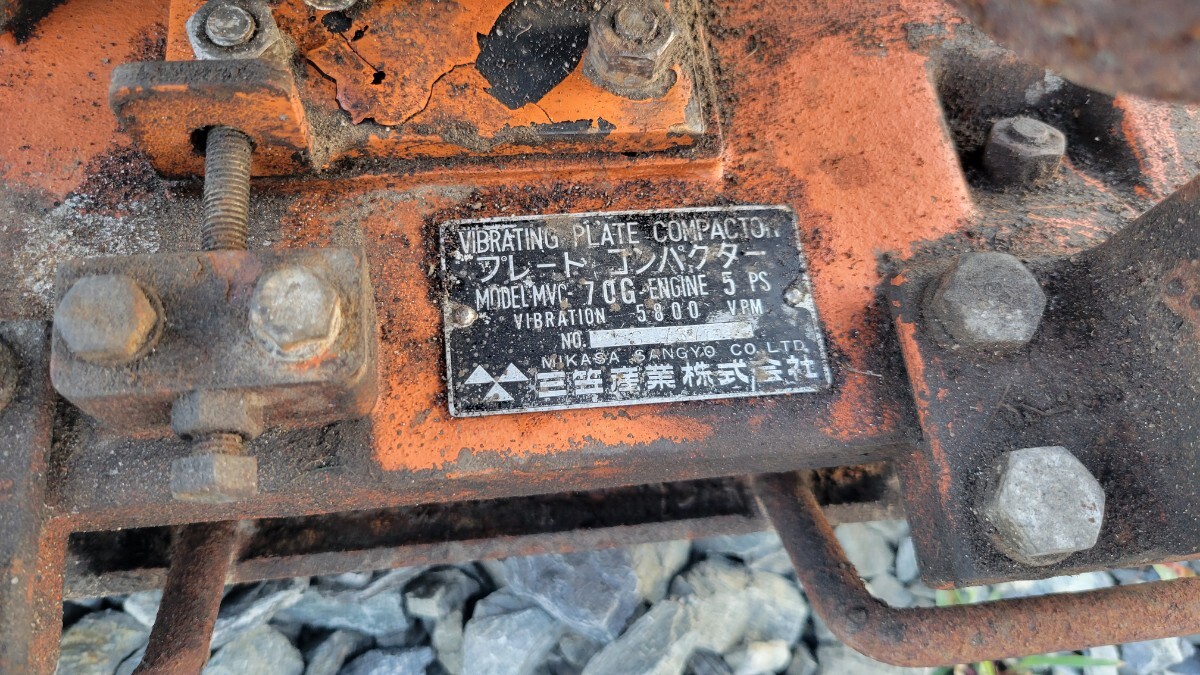 VIBRATING PLATE COMPACTOR
プレート コンパクター
MODEL MVC-70G-ENGINE 5 PS
VIBRATION 5800 VPM
NO.
MIKASA SANGYO CO LTD
三笠産業株式会社